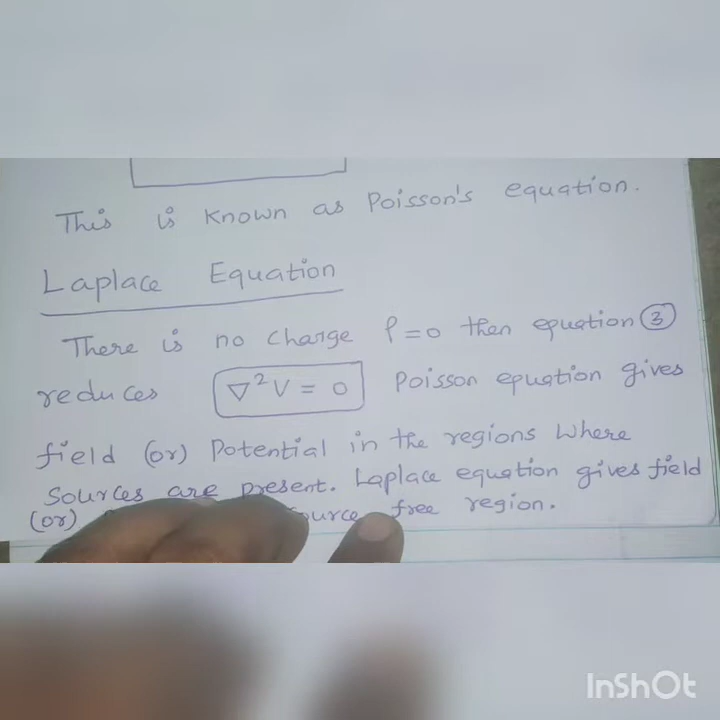 This is known as Poisson's equation.
Laplace Equation
There is no charge ρ=0 then equation ③
reduces ∇²V = 0 Poisson equation gives
field (or) Potential in the regions where
sources are present. Laplace equation gives field
(or) free region.
InShOt